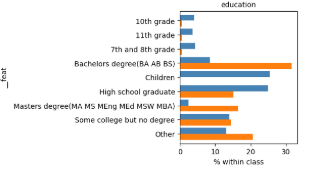 education
10th grade
11th grade
7th and 8th grade
Bachelors degree(BA AB BS)
Children
High school graduate
Masters degree(MA MS MEng MEd MSW MBA)
Some college but no degree
Other
__feat
0 10 20 30
% within class